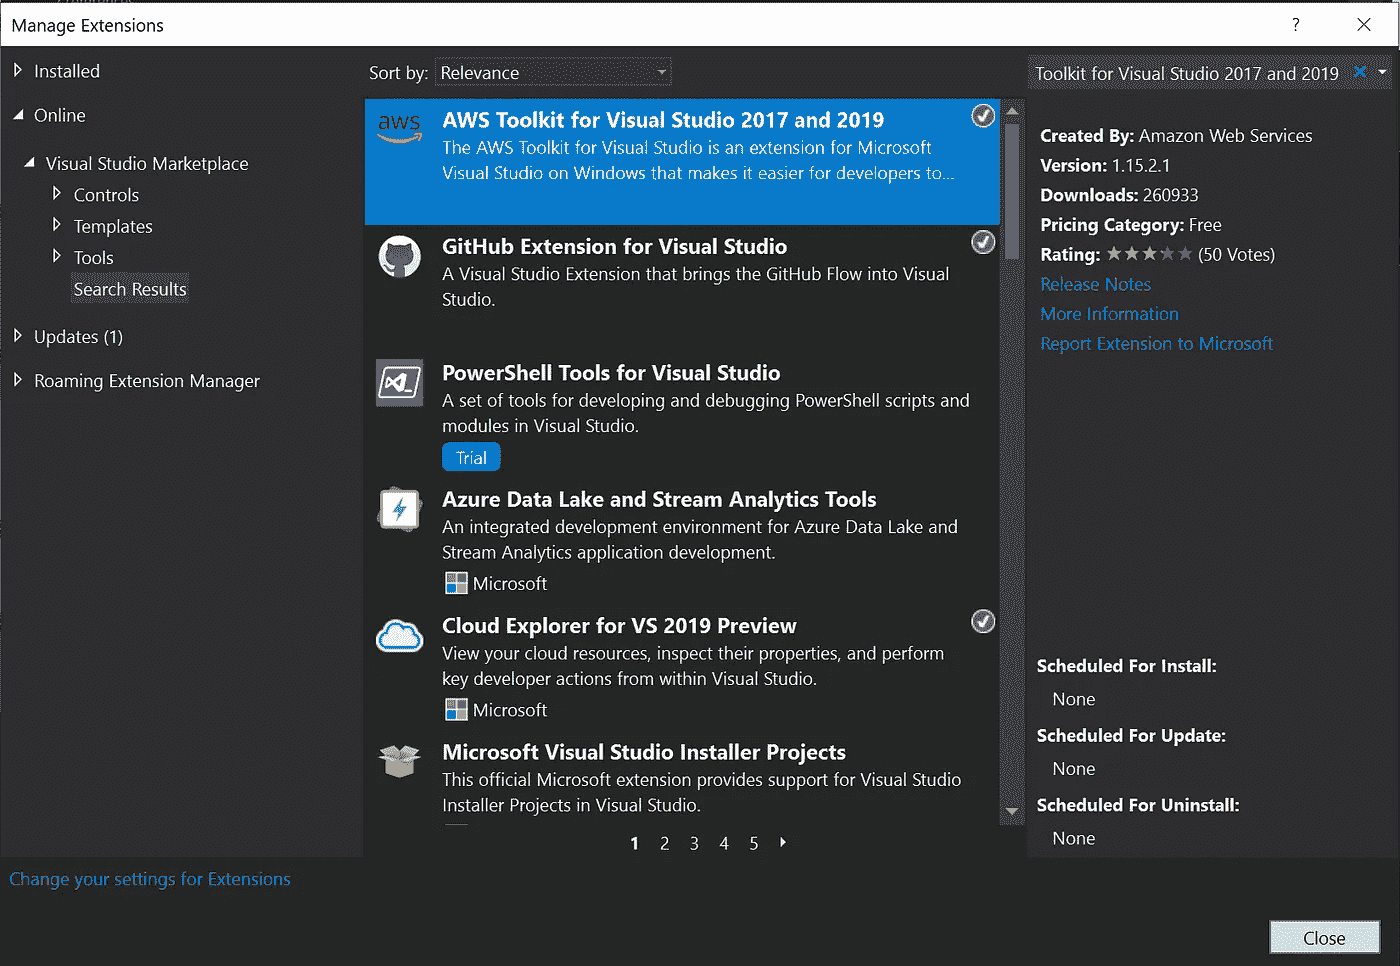 Manage Extensions
?
Installed
Online
Visual Studio Marketplace
Controls
Templates
Tools
Search Results
Updates (1)
Roaming Extension Manager
Sort by: Relevance
aws
AWS Toolkit for Visual Studio 2017 and 2019
The AWS Toolkit for Visual Studio is an extension for Microsoft
Visual Studio on Windows that makes it easier for developers to...
GitHub Extension for Visual Studio
A Visual Studio Extension that brings the GitHub Flow into Visual
Studio.
PowerShell Tools for Visual Studio
A set of tools for developing and debugging PowerShell scripts and
modules in Visual Studio.
Trial
Azure Data Lake and Stream Analytics Tools
An integrated development environment for Azure Data Lake and
Stream Analytics application development.
Microsoft
Cloud Explorer for VS 2019 Preview
View your cloud resources, inspect their properties, and perform
key developer actions from within Visual Studio.
Microsoft
Microsoft Visual Studio Installer Projects
This official Microsoft extension provides support for Visual Studio
Installer Projects in Visual Studio.
1 2 3 4 5
Toolkit for Visual Studio 2017 and 2019
Created By: Amazon Web Services
Version: 1.15.2.1
Downloads: 260933
Pricing Category: Free
Rating: (50 Votes)
Release Notes
More Information
Report Extension to Microsoft
Scheduled For Install:
None
Scheduled For Update:
None
Scheduled For Uninstall:
None
Change your settings for Extensions
Close